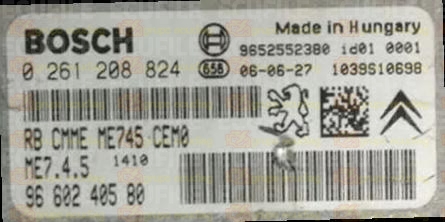 BOSCH
Made in Hungary
9652552380 id01 0001
0 261 208 824
658 06-06-27 1039S10698
RB CMME ME745 CEM0
ME7.4.5 1410
96 602 405 80